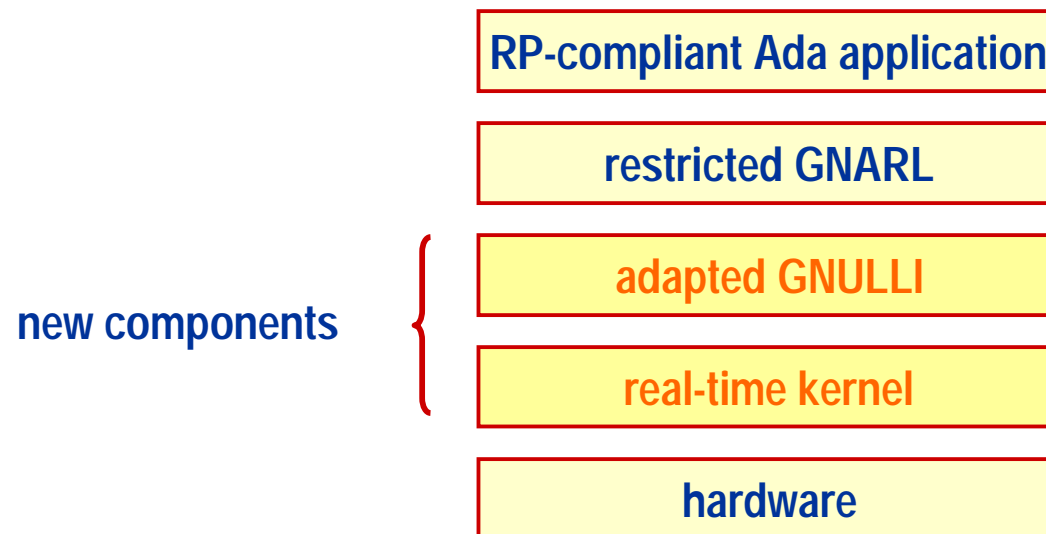 RP-compliant Ada application
restricted GNARL
adapted GNULLI
new components
real-time kernel
hardware